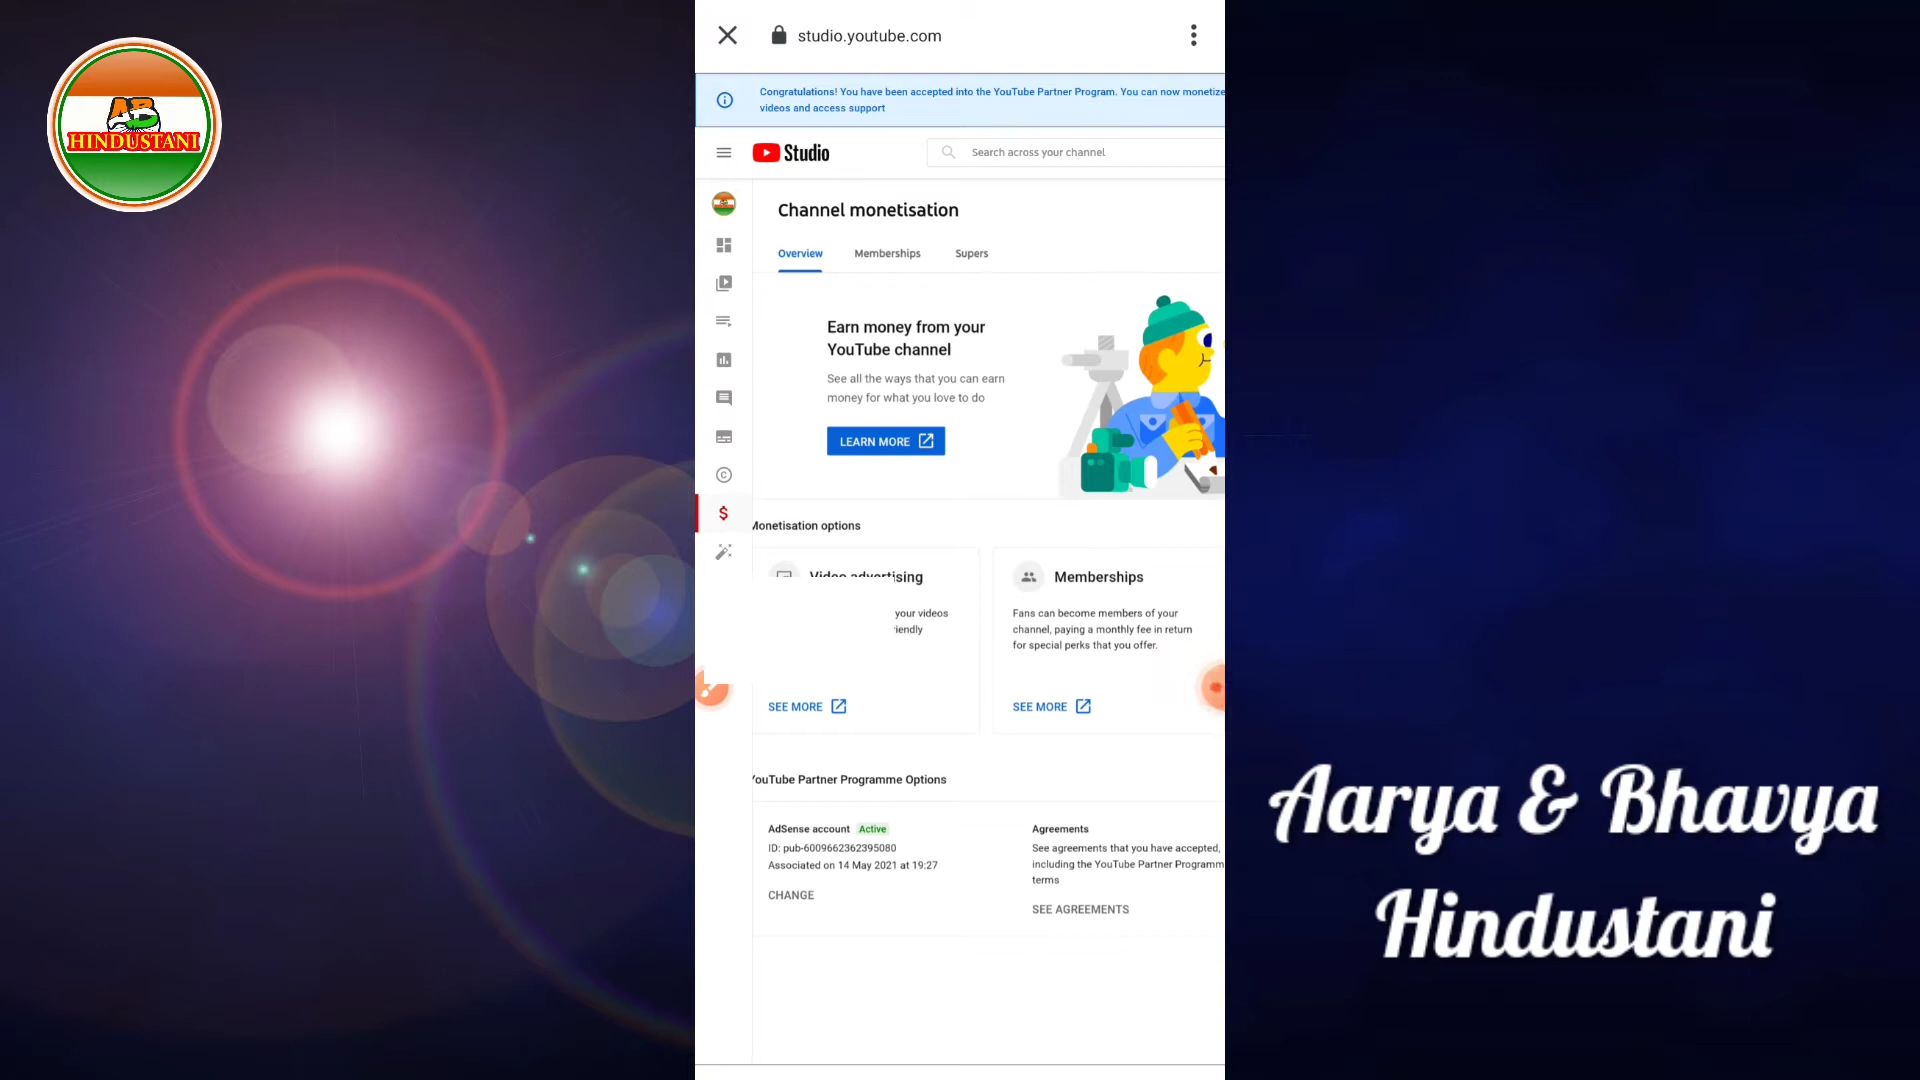 AB
HINDUSTANI
studio.youtube.com
Congratulations! You have been accepted into the YouTube Partner Program. You can now monetize
videos and access support
Studio
Search across your channel
Channel monetisation
Overview
Memberships
Supers
Earn money from your
YouTube channel
See all the ways that you can earn
money for what you love to do
LEARN MORE
$
Monetisation options
Video advertising
your videos
iendly
SEE MORE
Memberships
Fans can become members of your
channel, paying a monthly fee in return
for special perks that you offer.
SEE MORE
YouTube Partner Programme Options
AdSense account Active
ID: pub-6009662362395080
Associated on 14 May 2021 at 19:27
CHANGE
Agreements
See agreements that you have accepted,
including the YouTube Partner Programm
terms
SEE AGREEMENTS
Aarya & Bhavya
Hindustani